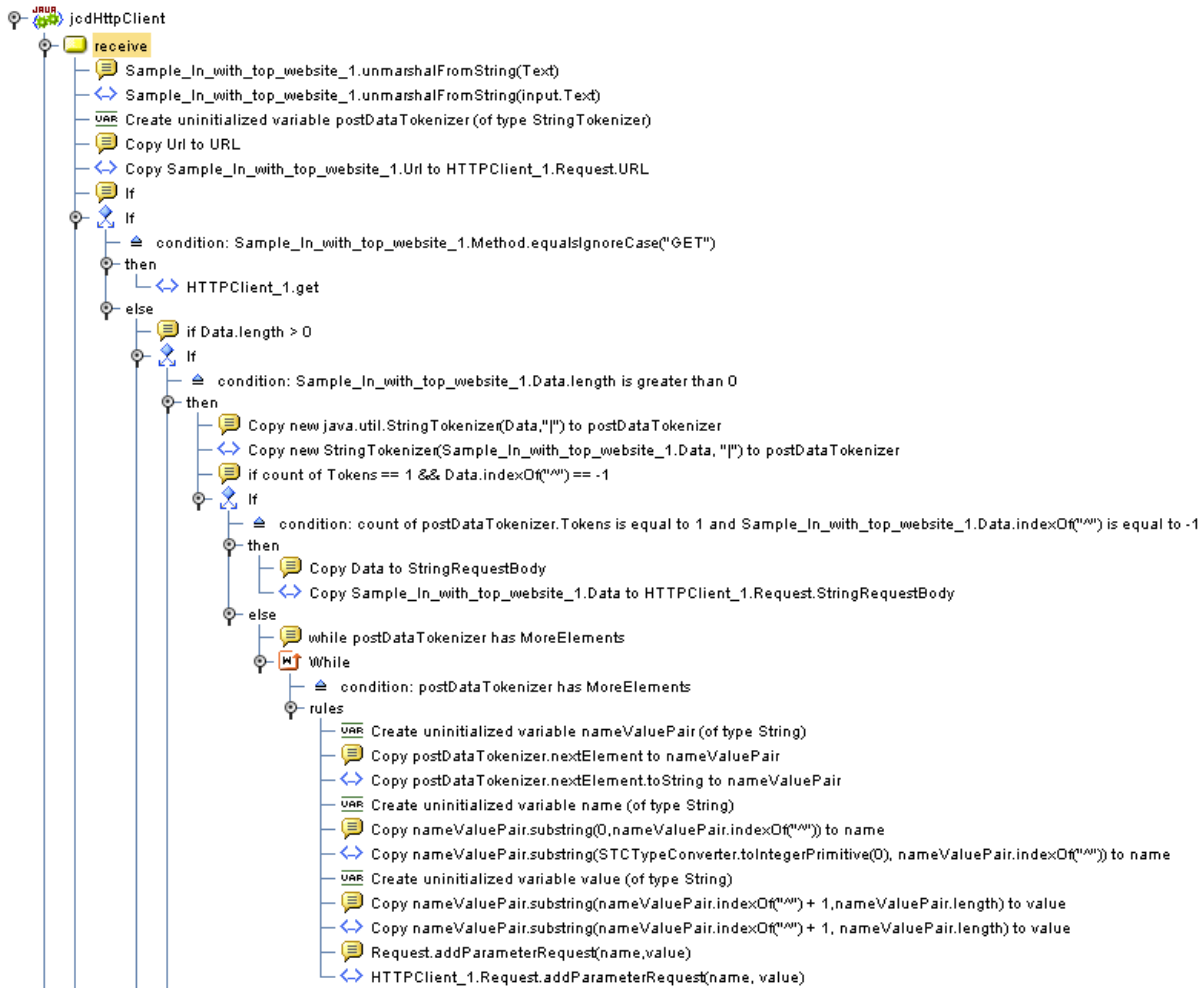 JAVA
jcdHttpClient
receive
Sample_In_with_top_website_1.unmarshalFromString(Text)
Sample_In_with_top_website_1.unmarshalFromString(input.Text)
VAR Create uninitialized variable postDataTokenizer (of type StringTokenizer)
Copy Url to URL
Copy Sample_In_with_top_website_1.Url to HTTPClient_1.Request.URL
If
If
condition: Sample_In_with_top_website_1.Method.equalsIgnoreCase("GET")
then
HTTPClient_1.get
else
if Data.length > 0
If
condition: Sample_In_with_top_website_1.Data.length is greater than 0
then
Copy new java.util.StringTokenizer(Data,"|") to postDataTokenizer
Copy new StringTokenizer(Sample_In_with_top_website_1.Data, "|") to postDataTokenizer
if count of Tokens == 1 && Data.indexOf("^") == -1
If
condition: count of postDataTokenizer.Tokens is equal to 1 and Sample_In_with_top_website_1.Data.indexOf("^") is equal to -1
then
Copy Data to StringRequestBody
Copy Sample_In_with_top_website_1.Data to HTTPClient_1.Request.StringRequestBody
else
while postDataTokenizer has MoreElements
W While
condition: postDataTokenizer has MoreElements
rules
VAR Create uninitialized variable nameValuePair (of type String)
Copy postDataTokenizer.nextElement to nameValuePair
Copy postDataTokenizer.nextElement.toString to nameValuePair
VAR Create uninitialized variable name (of type String)
Copy nameValuePair.substring(0,nameValuePair.indexOf("^")) to name
Copy nameValuePair.substring(STCTypeConverter.toIntegerPrimitive(0), nameValuePair.indexOf("^")) to name
VAR Create uninitialized variable value (of type String)
Copy nameValuePair.substring(nameValuePair.indexOf("^") + 1,nameValuePair.length) to value
Copy nameValuePair.substring(nameValuePair.indexOf("^") + 1, nameValuePair.length) to value
Request.addParameterRequest(name,value)
HTTPClient_1.Request.addParameterRequest(name, value)